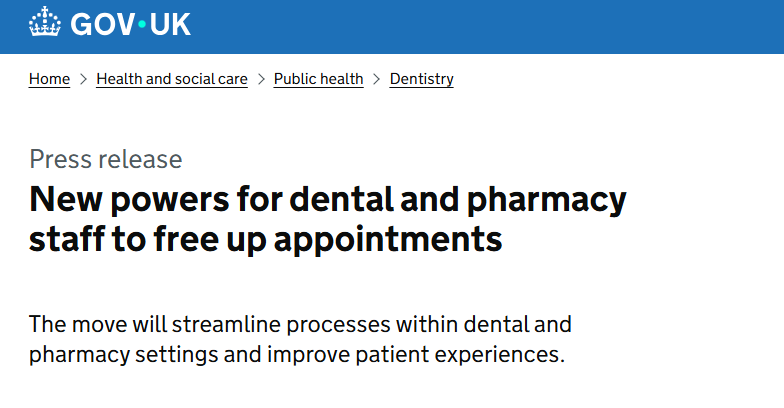 GOV·UK
Home > Health and social care > Public health > Dentistry
Press release
New powers for dental and pharmacy
staff to free up appointments
The move will streamline processes within dental and
pharmacy settings and improve patient experiences.